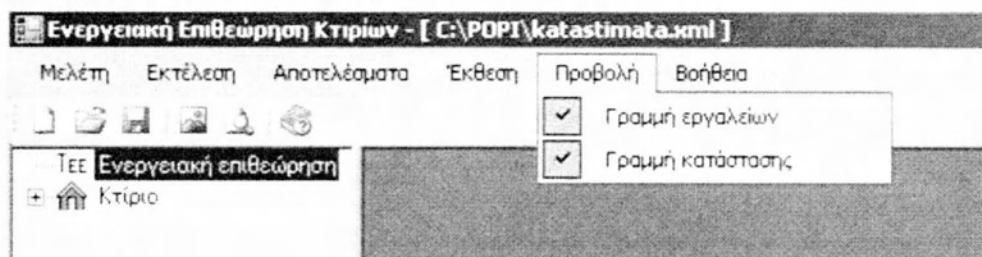 Ενεργειακή Επιθεώρηση Κτιρίων - [ C:\POPI\katastimata.xml ]
Μελέτη Εκτέλεση Αποτελέσματα Έκθεση Προβολή Βοήθεια
Γραμμή εργαλείων
Γραμμή κατάστασης
ΤΕΕ Ενεργειακή επιθεώρηση
Κτίριο